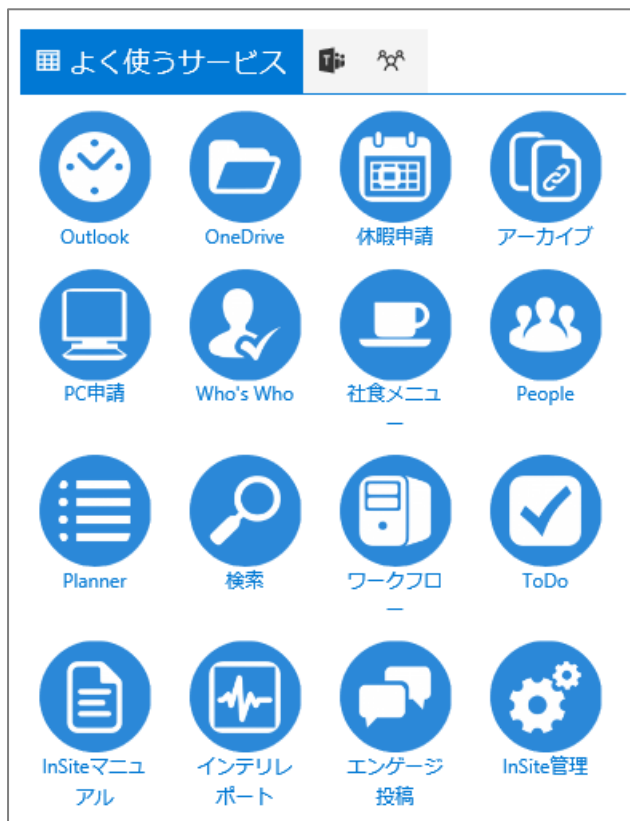 よく使うサービス
Outlook
OneDrive
休暇申請
アーカイブ
PC申請
Who's Who
社食メニュ
ー
People
Planner
検索
ワークフロ
ー
ToDo
InSiteマニュ
アル
インテリレ
ポート
エンゲージ
投稿
InSite管理